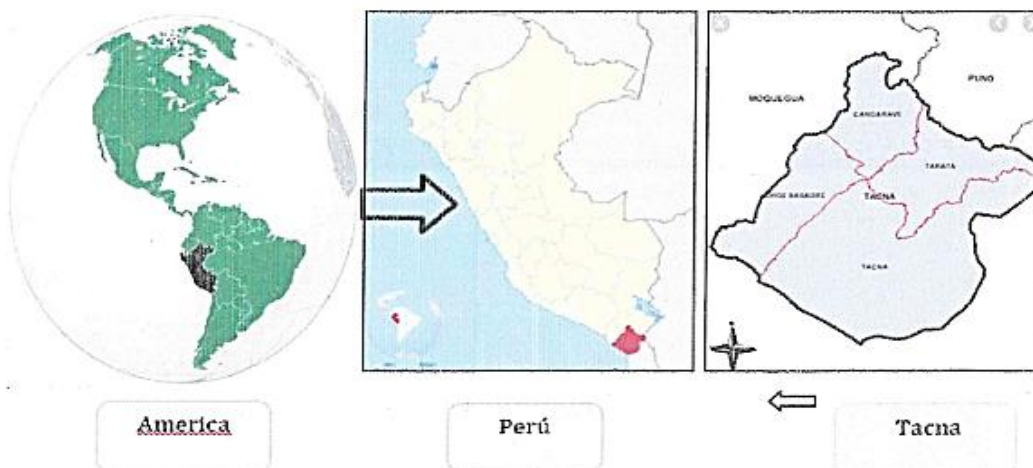 MOQUEGUA
PUNO
CANDARAVE
TARATA
JORGE BASADRE
TACNA
TACNA
America
Perú
Tacna